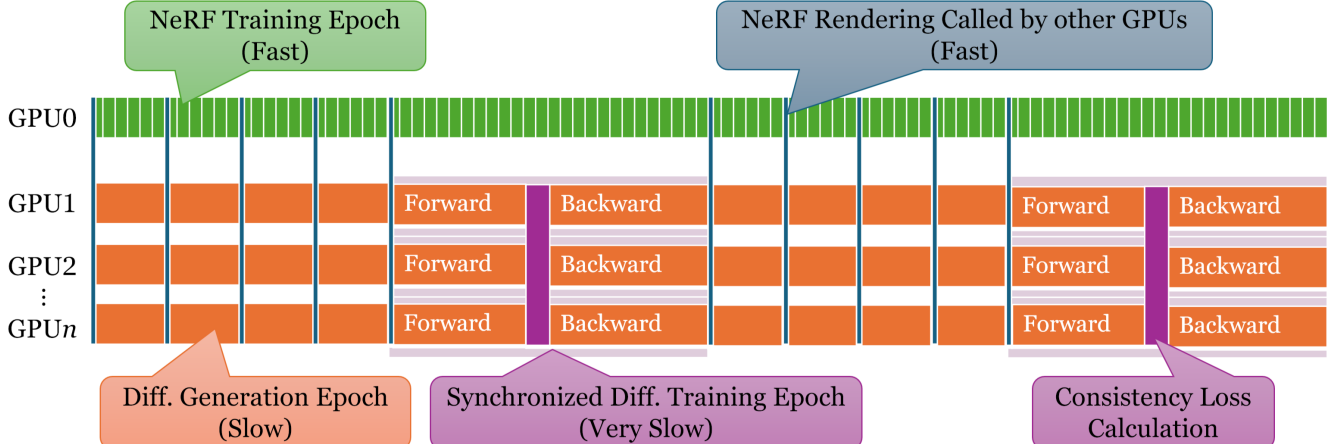 NeRF Training Epoch
(Fast)
NeRF Rendering Called by other GPUs
(Fast)
GPU0
GPU1
Forward
Backward
Forward
Backward
GPU2
Forward
Backward
Forward
Backward
⋮
GPUn
Forward
Backward
Forward
Backward
Diff. Generation Epoch
(Slow)
Synchronized Diff. Training Epoch
(Very Slow)
Consistency Loss
Calculation